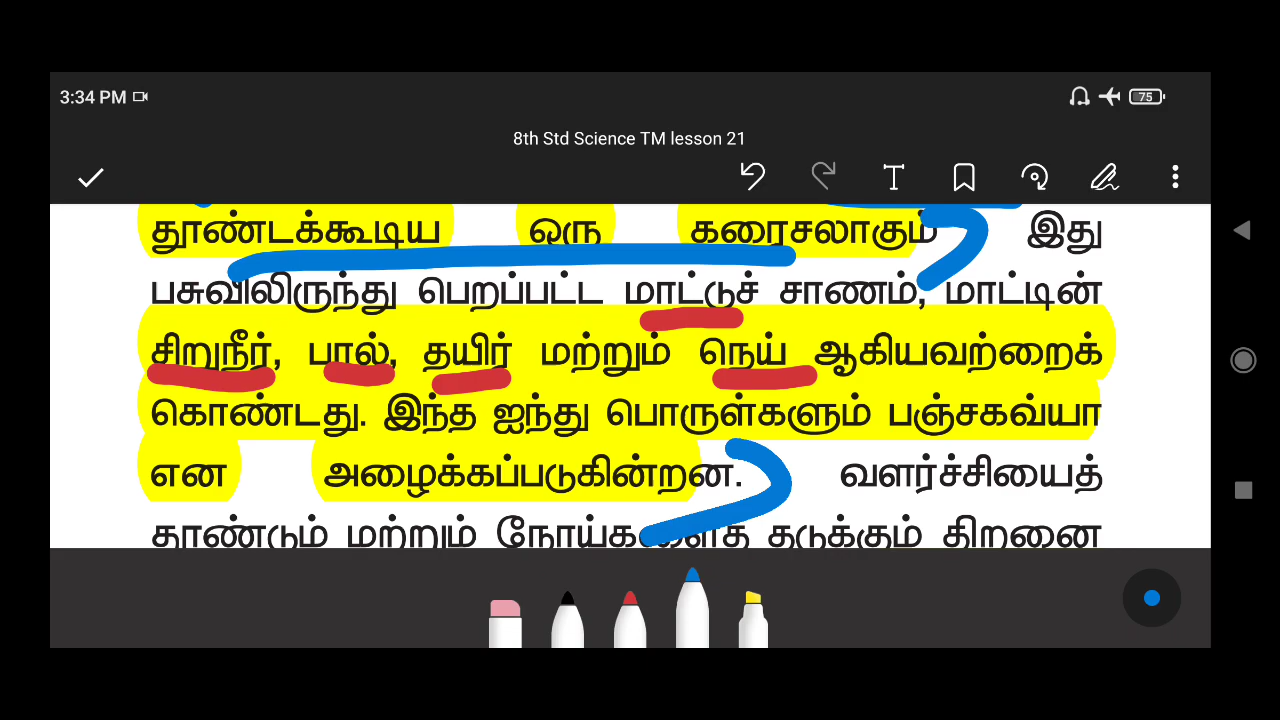 3:34 PM
75
8th Std Science TM lesson 21
தூண்டக்கூடிய ஒரு கரைசலாகும் இது
பசுவிலிருந்து பெறப்பட்ட மாட்டுச் சாணம், மாட்டின்
சிறுநீர், பால், தயிர் மற்றும் நெய் ஆகியவற்றைக்
கொண்டது. இந்த ஐந்து பொருள்களும் பஞ்சகவ்யா
என அழைக்கப்படுகின்றன. வளர்ச்சியைத்
தூண்டும் மற்றும் நோய்களைத் தடுக்கும் திறனை